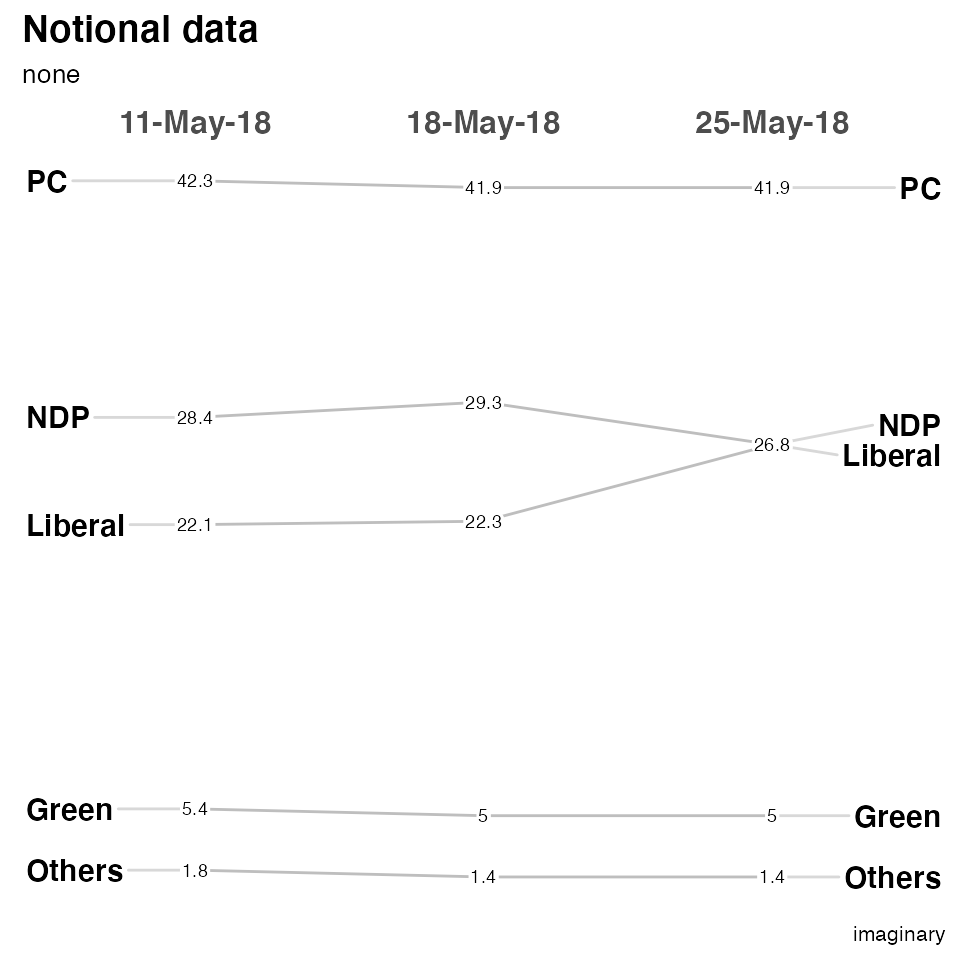 Notional data
none
11-May-18 18-May-18 25-May-18
PC 42.3 41.9 41.9 PC
NDP 28.4 29.3 NDP
26.8
Liberal
Liberal 22.1 22.3
Green 5.4 5 5 Green
Others 1.8 1.4 1.4 Others
imaginary